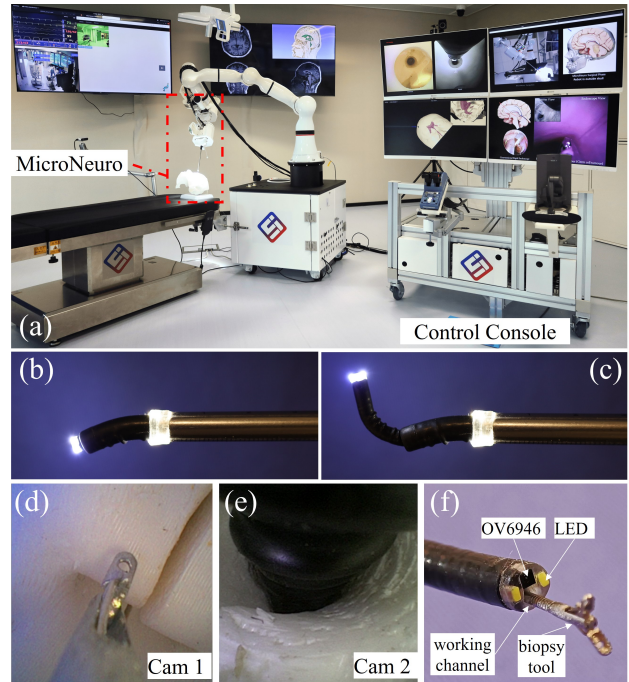 MicroNeuro
(a)
Control Console
(b)
(c)
(d)
Cam 1
(e)
Cam 2
(f)
OV6946
LED
working
channel
biopsy
tool